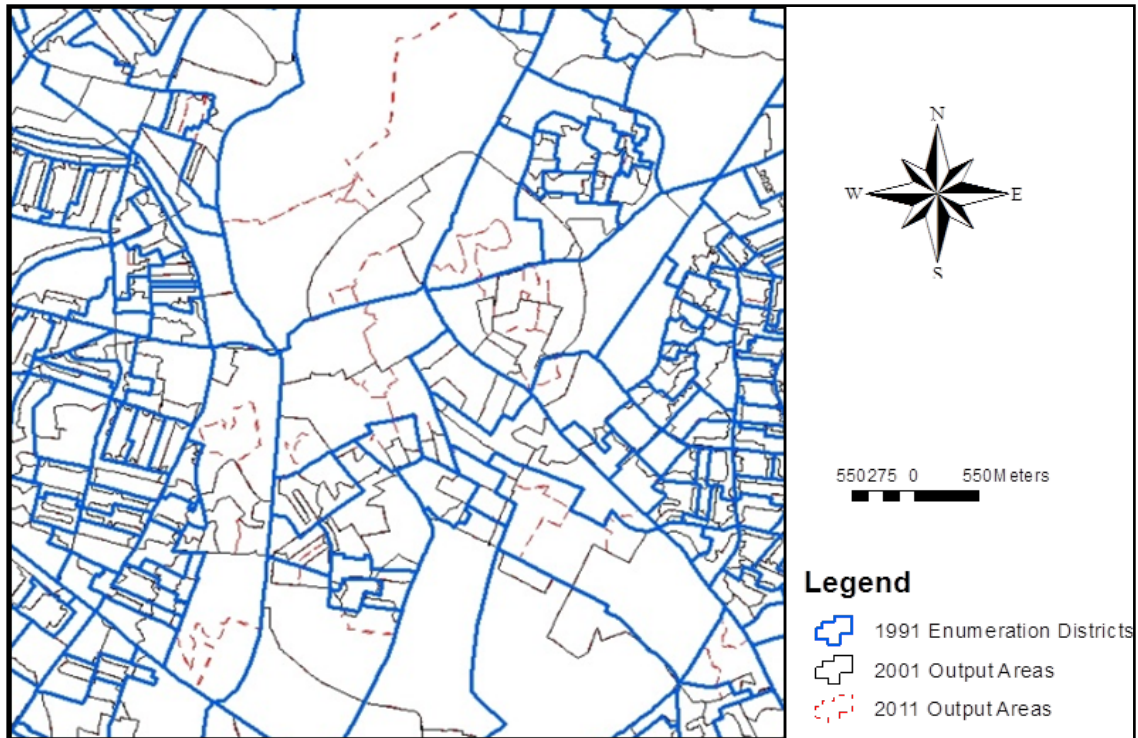 N
W E
S
550275 0 550Meters
Legend
1991 Enumeration Districts
2001 Output Areas
2011 Output Areas